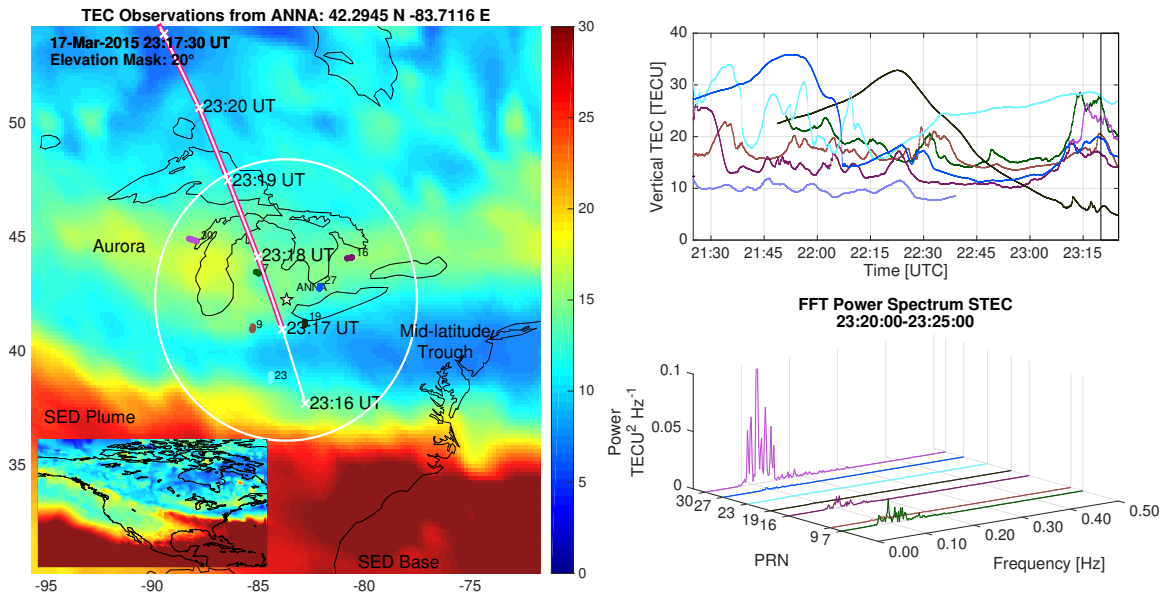 TEC Observations from ANNA: 42.2945 N -83.7116 E
17-Mar-2015 23:17:30 UT
Elevation Mask: 20°
23:20 UT
23:19 UT
30
Aurora
23:18 UT
16
7
27
ANNA
19
9
23:17 UT
Mid-latitude
Trough
23
23:16 UT
SED Plume
SED Base
50
45
40
35
-95
-90
-85
-80
-75
30
25
20
15
10
5
0
Vertical TEC [TECU]
40
30
20
10
0
21:30
21:45
22:00
22:15
22:30
22:45
23:00
23:15
Time [UTC]
FFT Power Spectrum STEC
23:20:00-23:25:00
Power
TECU² Hz⁻¹
0.1
0.05
0
30
27
23
19
16
9
7
PRN
0.00
0.10
0.20
0.30
0.40
0.50
Frequency [Hz]